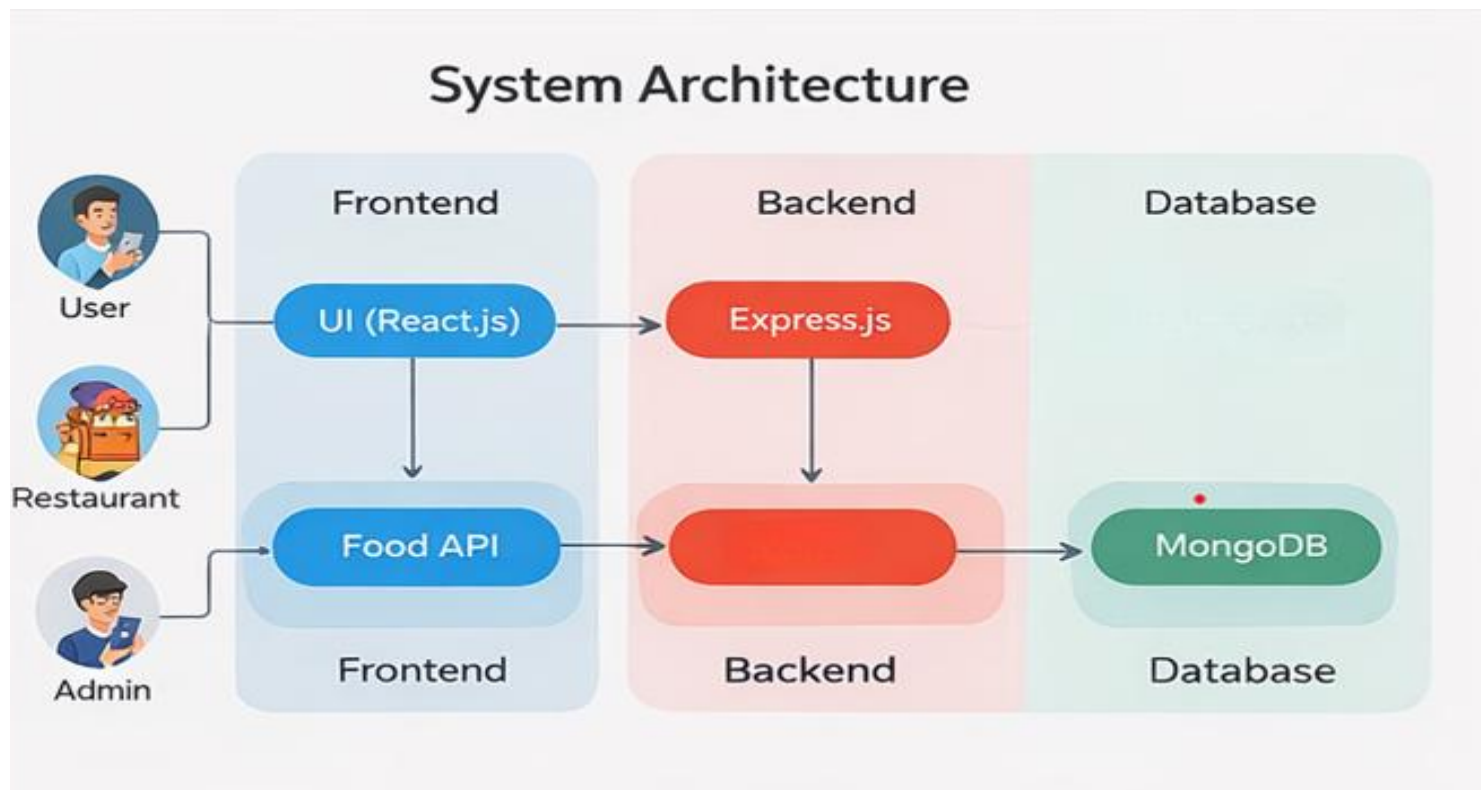 System Architecture
Frontend
Backend
Database
User
UI (React.js)
Express.js
Restaurant
Food API
MongoDB
Admin
Frontend
Backend
Database